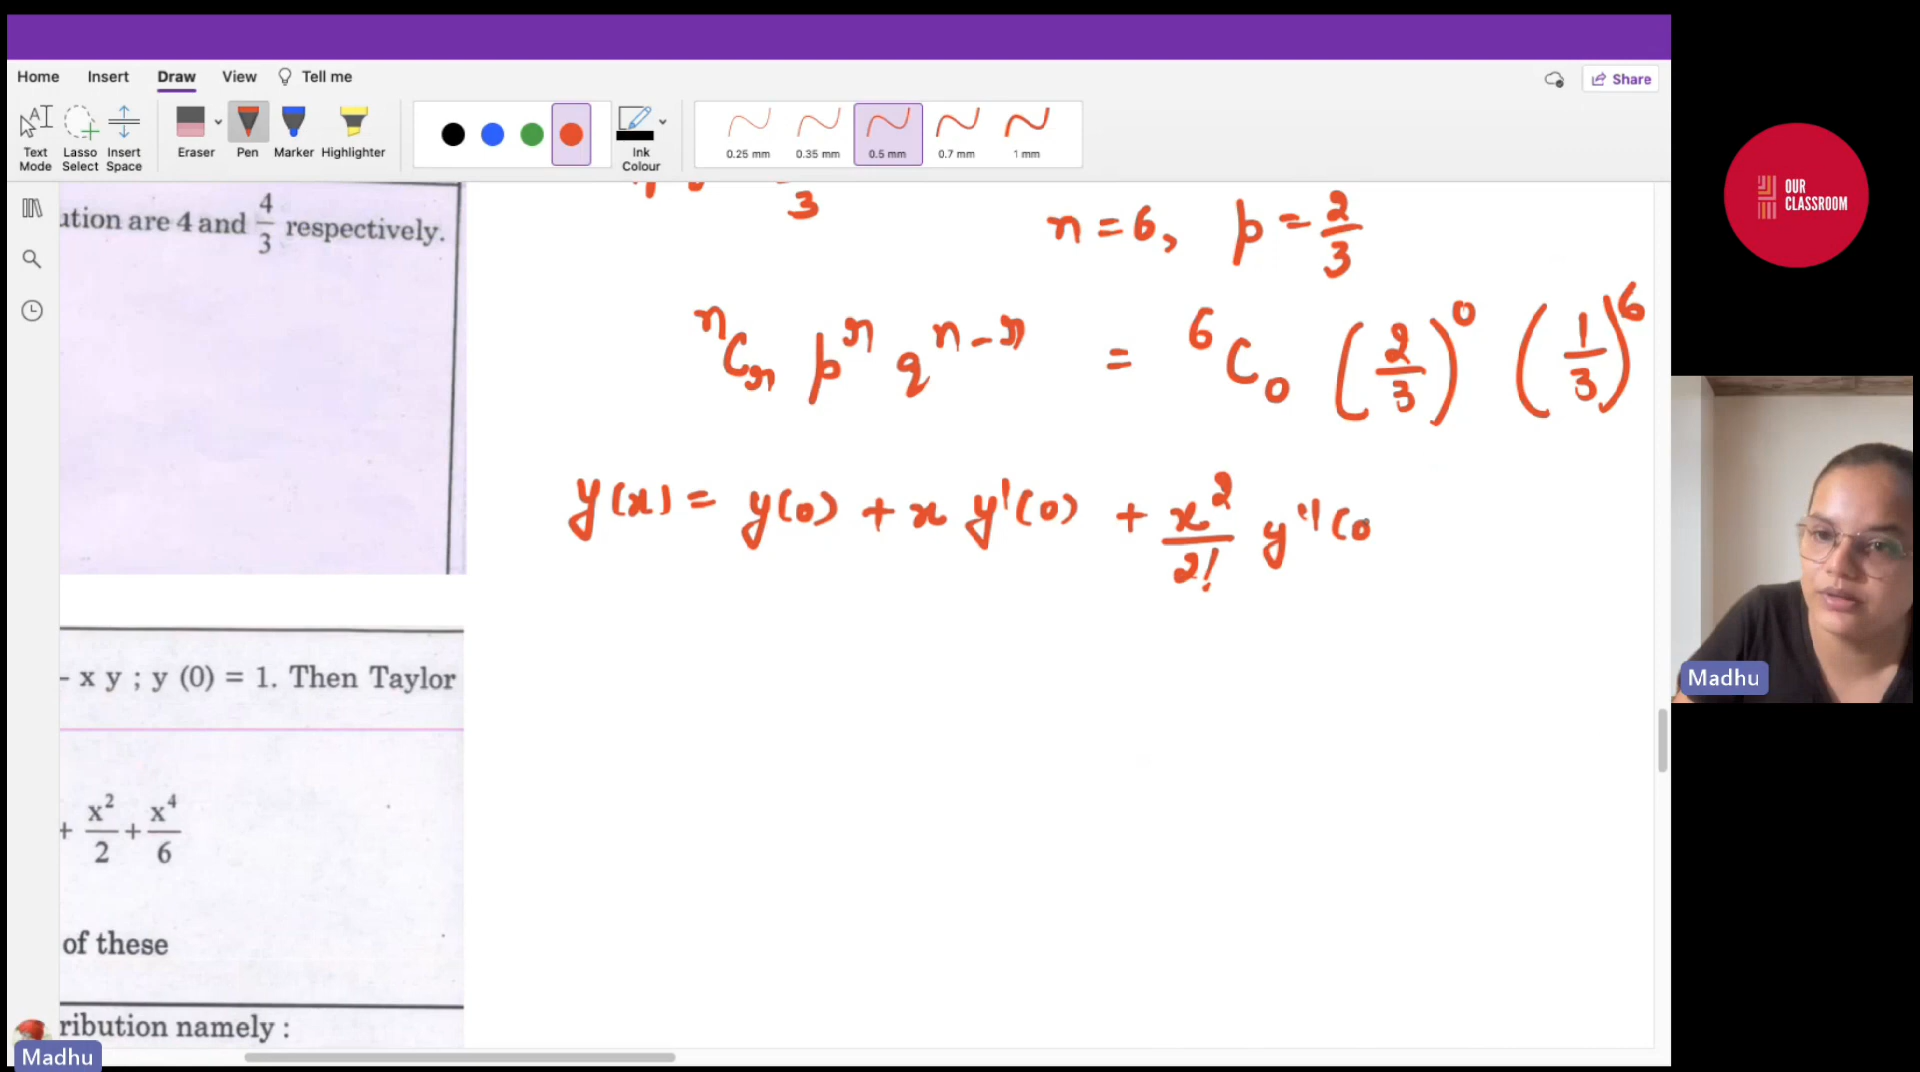 Home Insert Draw View Tell me
Share
Text Mode
Lasso Select
Insert Space
Eraser
Pen
Marker
Highlighter
Ink Colour
0.25 mm
0.35 mm
0.5 mm
0.7 mm
1 mm
OUR CLASSROOM
ution are 4 and 4/3 respectively.
3
n = 6, p = 2/3
ⁿCᵣ pʳ qⁿ⁻ʳ = ⁶C₀ (2/3)⁰ (1/3)⁶
y(x) = y(0) + x y'(0) + x²/2! y''(0
- x y ; y (0) = 1. Then Taylor
+ x²/2 + x⁴/6
of these
ribution namely :
Madhu
Madhu